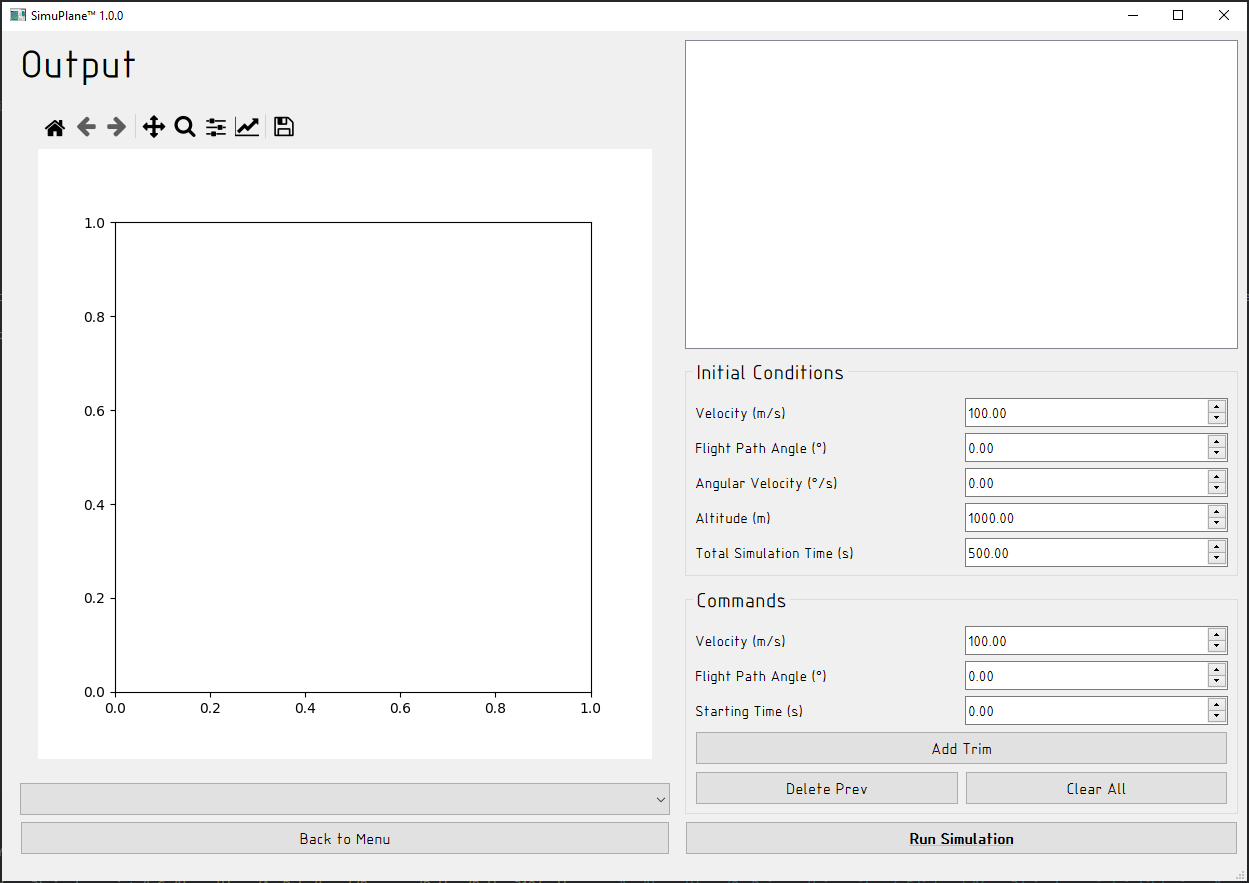 SimuPlane™ 1.0.0
Output
1.0
0.8
0.6
0.4
0.2
0.0
0.0 0.2 0.4 0.6 0.8 1.0
Back to Menu
Initial Conditions
Velocity (m/s) 100.00
Flight Path Angle (°) 0.00
Angular Velocity (°/s) 0.00
Altitude (m) 1000.00
Total Simulation Time (s) 500.00
Commands
Velocity (m/s) 100.00
Flight Path Angle (°) 0.00
Starting Time (s) 0.00
Add Trim
Delete Prev Clear All
Run Simulation